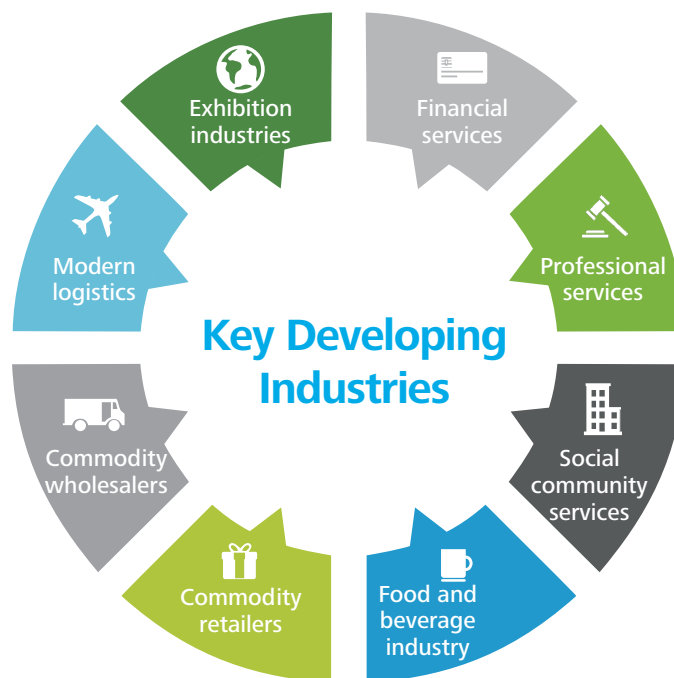 Exhibition
industries
Financial
services
Professional
services
Social
community
services
Food and
beverage
industry
Commodity
retailers
Commodity
wholesalers
Modern
logistics
Key Developing
Industries